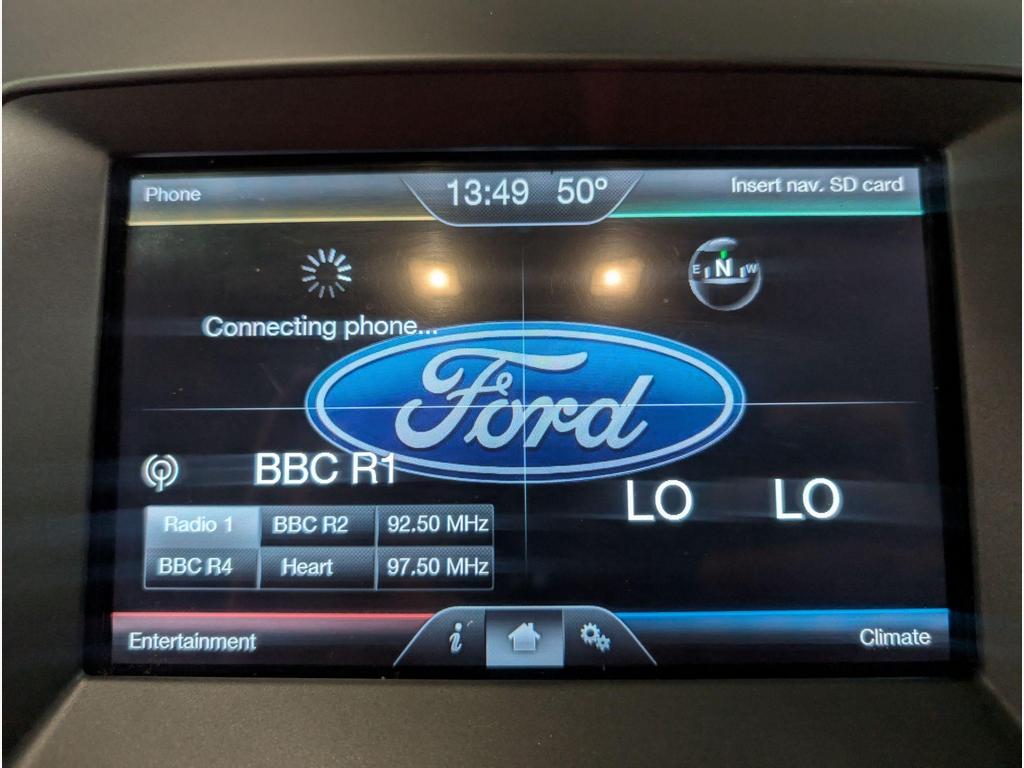 Phone
13:49 50°
Insert nav. SD card
E N W
Connecting phone...
Ford
BBC R1
LO LO
Radio 1 BBC R2 92.50 MHz
BBC R4 Heart 97.50 MHz
Entertainment
i
Climate